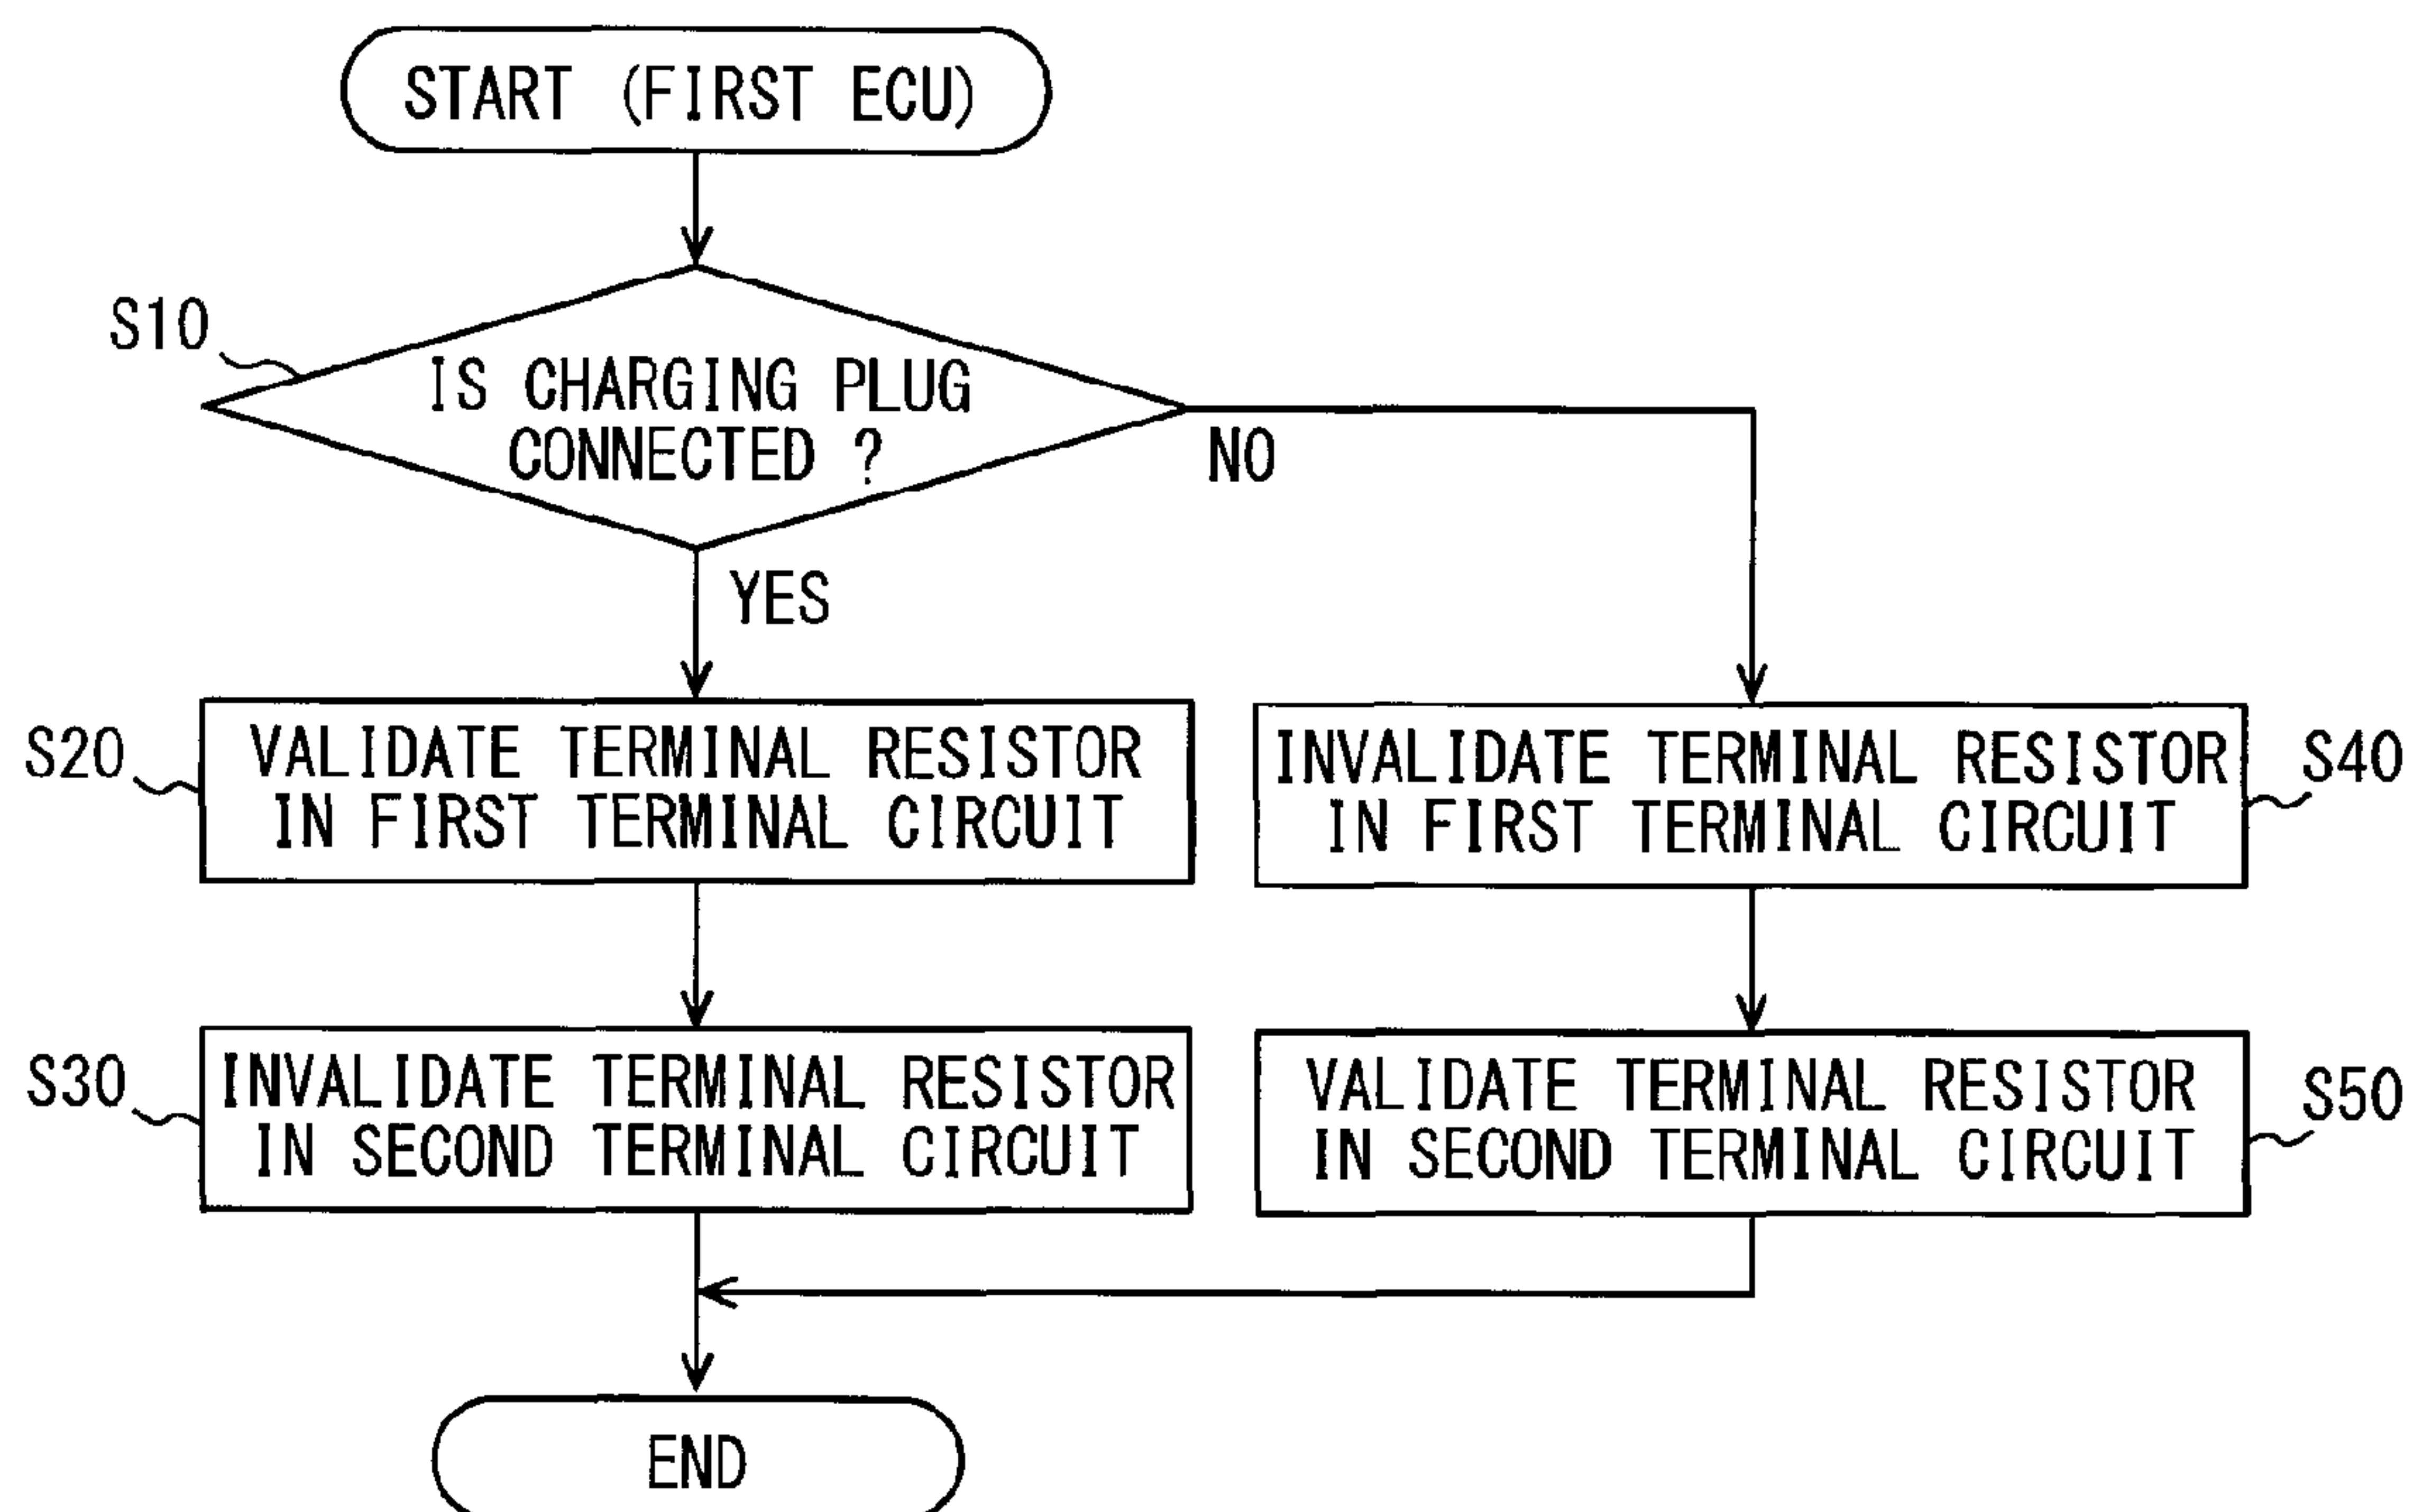 START (FIRST ECU)
S10
IS CHARGING PLUG
CONNECTED ?
NO
YES
S20
VALIDATE TERMINAL RESISTOR
IN FIRST TERMINAL CIRCUIT
INVALIDATE TERMINAL RESISTOR
IN FIRST TERMINAL CIRCUIT
S40
S30
INVALIDATE TERMINAL RESISTOR
IN SECOND TERMINAL CIRCUIT
VALIDATE TERMINAL RESISTOR
IN SECOND TERMINAL CIRCUIT
S50
END